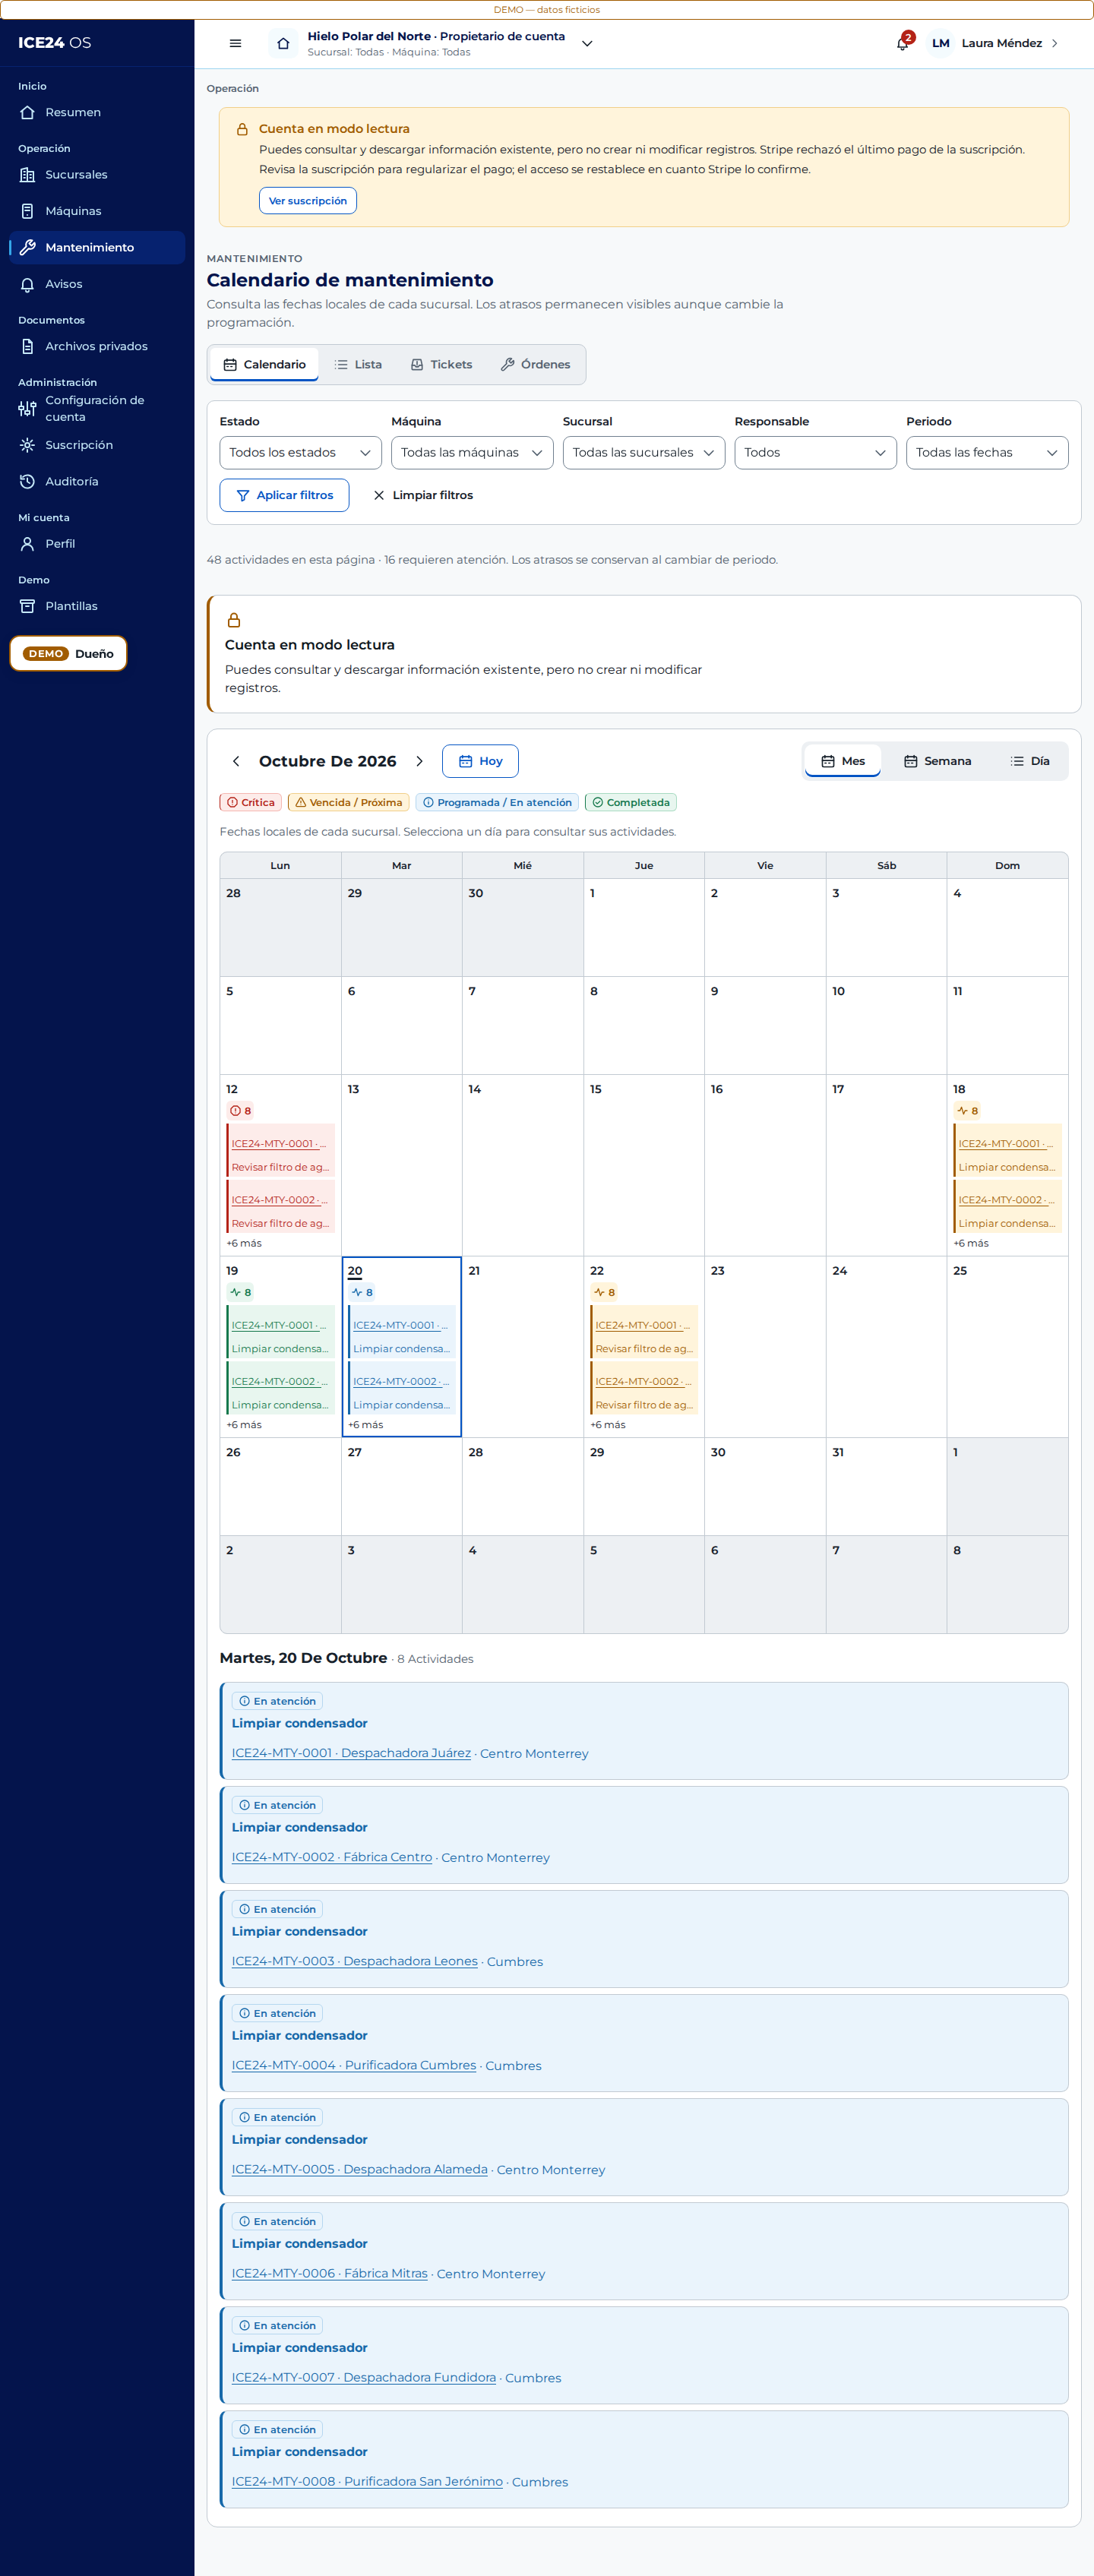 DEMO — datos ficticios
ICE24 OS
Inicio
Resumen
Operación
Sucursales
Máquinas
Mantenimiento
Avisos
Documentos
Archivos privados
Administración
Configuración de
cuenta
Suscripción
Auditoría
Mi cuenta
Perfil
Demo
Plantillas
DEMO Dueño
Hielo Polar del Norte · Propietario de cuenta
Sucursal: Todas · Máquina: Todas
2
LM Laura Méndez
Operación
Cuenta en modo lectura
Puedes consultar y descargar información existente, pero no crear ni modificar registros. Stripe rechazó el último pago de la suscripción.
Revisa la suscripción para regularizar el pago; el acceso se restablece en cuanto Stripe lo confirme.
Ver suscripción
MANTENIMIENTO
Calendario de mantenimiento
Consulta las fechas locales de cada sucursal. Los atrasos permanecen visibles aunque cambie la
programación.
Calendario Lista Tickets Órdenes
Estado Máquina Sucursal Responsable Periodo
Todos los estados Todas las máquinas Todas las sucursales Todos Todas las fechas
Aplicar filtros Limpiar filtros
48 actividades en esta página · 16 requieren atención. Los atrasos se conservan al cambiar de periodo.
Cuenta en modo lectura
Puedes consultar y descargar información existente, pero no crear ni modificar
registros.
Octubre De 2026 Hoy Mes Semana Día
Crítica Vencida / Próxima Programada / En atención Completada
Fechas locales de cada sucursal. Selecciona un día para consultar sus actividades.
Lun Mar Mié Jue Vie Sáb Dom
28 29 30 1 2 3 4
5 6 7 8 9 10 11
12 13 14 15 16 17 18
8 8
ICE24-MTY-0001 · ... ICE24-MTY-0001 · ...
Revisar filtro de ag... Limpiar condensa...
ICE24-MTY-0002 · ... ICE24-MTY-0002 · ...
Revisar filtro de ag... Limpiar condensa...
+6 más +6 más
19 20 21 22 23 24 25
8 8 8
ICE24-MTY-0001 · ... ICE24-MTY-0001 · ... ICE24-MTY-0001 · ...
Limpiar condensa... Limpiar condensa... Revisar filtro de ag...
ICE24-MTY-0002 · ... ICE24-MTY-0002 · ... ICE24-MTY-0002 · ...
Limpiar condensa... Limpiar condensa... Revisar filtro de ag...
+6 más +6 más +6 más
26 27 28 29 30 31 1
2 3 4 5 6 7 8
Martes, 20 De Octubre · 8 Actividades
En atención
Limpiar condensador
ICE24-MTY-0001 · Despachadora Juárez · Centro Monterrey
En atención
Limpiar condensador
ICE24-MTY-0002 · Fábrica Centro · Centro Monterrey
En atención
Limpiar condensador
ICE24-MTY-0003 · Despachadora Leones · Cumbres
En atención
Limpiar condensador
ICE24-MTY-0004 · Purificadora Cumbres · Cumbres
En atención
Limpiar condensador
ICE24-MTY-0005 · Despachadora Alameda · Centro Monterrey
En atención
Limpiar condensador
ICE24-MTY-0006 · Fábrica Mitras · Centro Monterrey
En atención
Limpiar condensador
ICE24-MTY-0007 · Despachadora Fundidora · Cumbres
En atención
Limpiar condensador
ICE24-MTY-0008 · Purificadora San Jerónimo · Cumbres